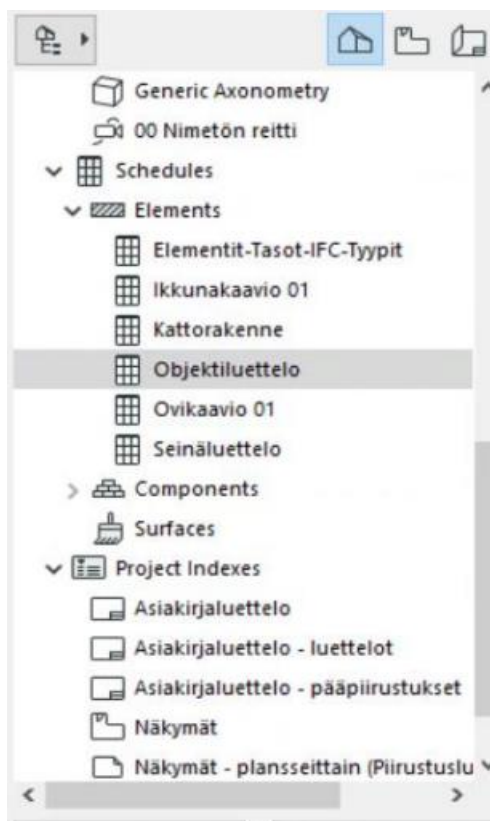 Generic Axonometry
00 Nimetön reitti
Schedules
Elements
Elementit-Tasot-IFC-Tyypit
Ikkunakaavio 01
Kattorakenne
Objektiluettelo
Ovikaavio 01
Seinäluettelo
Components
Surfaces
Project Indexes
Asiakirjaluettelo
Asiakirjaluettelo - luettelot
Asiakirjaluettelo - pääpiirustukset
Näkymät
Näkymät - plansseittain (Piirustuslu